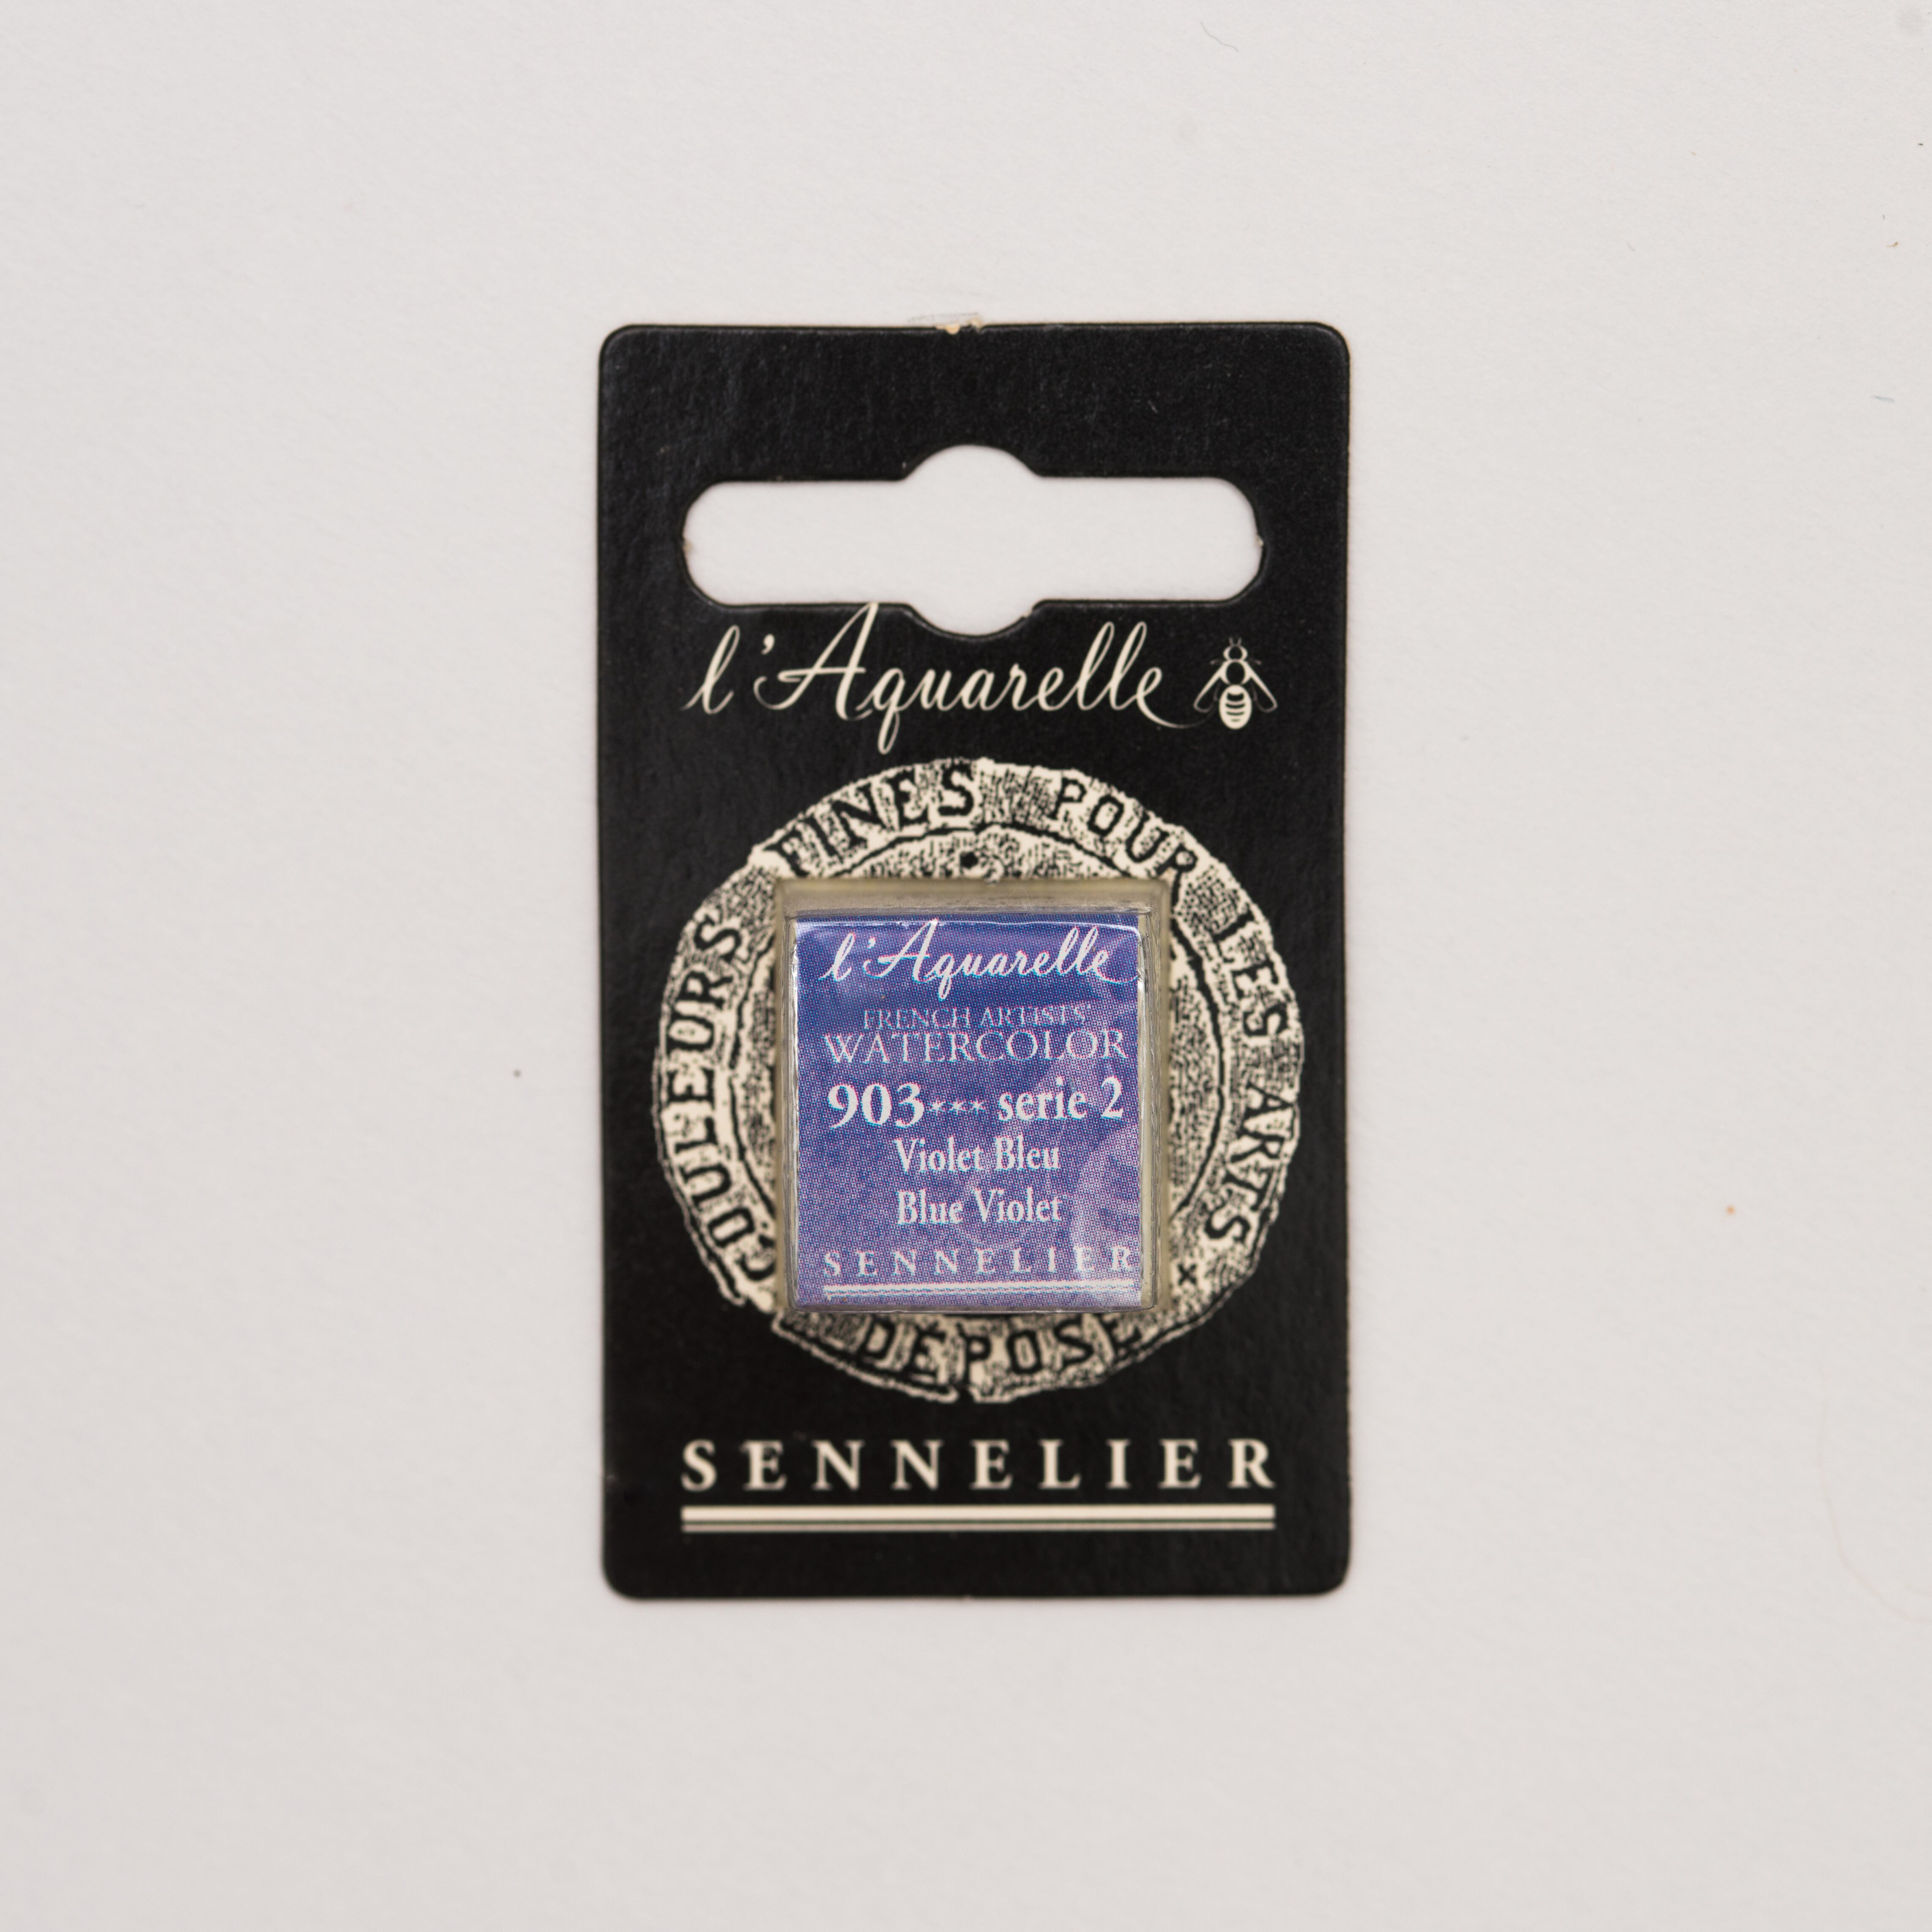 l'Aquarelle
COULEURS FINES POUR LES ARTS
l'Aquarelle
FRENCH ARTISTS'
WATERCOLOR
903*** serie 2
Violet Bleu
Blue Violet
SENNELIER
DÉPOSÉ
SENNELIER